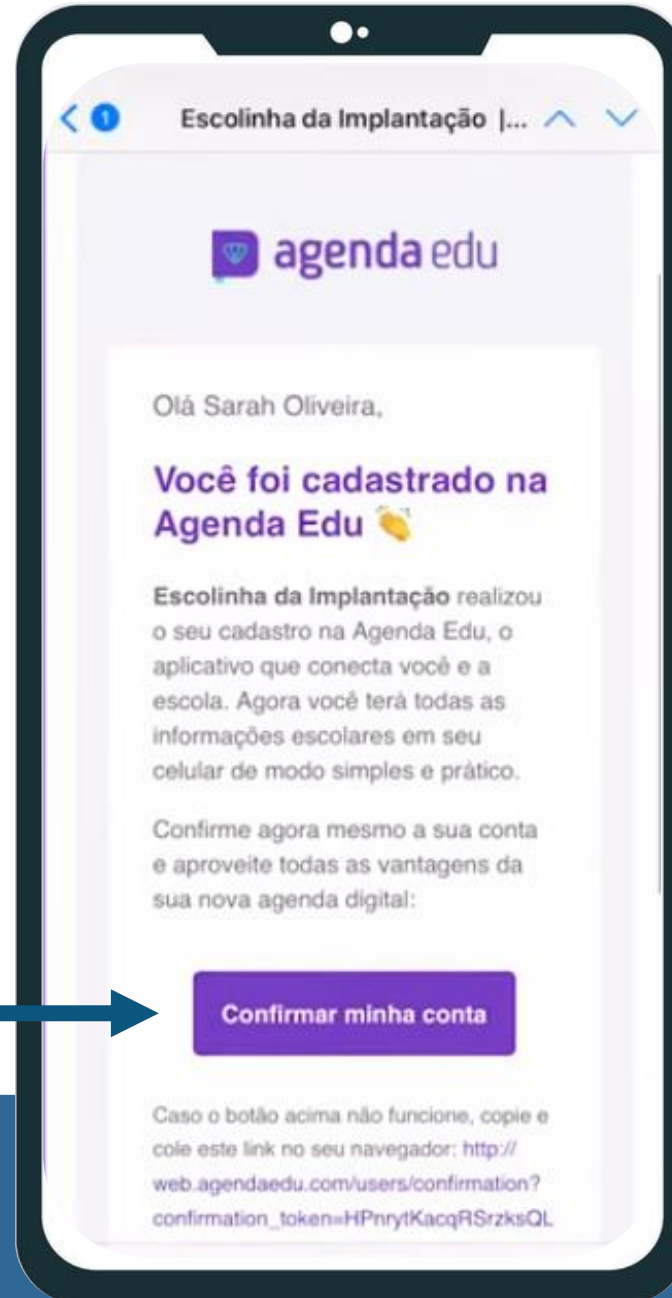 1 Escolinha da Implantação |...
agenda edu
Olá Sarah Oliveira,
Você foi cadastrado na
Agenda Edu 👏
Escolinha da Implantação realizou
o seu cadastro na Agenda Edu, o
aplicativo que conecta você e a
escola. Agora você terá todas as
informações escolares em seu
celular de modo simples e prático.
Confirme agora mesmo a sua conta
e aproveite todas as vantagens da
sua nova agenda digital:
Confirmar minha conta
Caso o botão acima não funcione, copie e
cole este link no seu navegador: http://
web.agendaedu.com/users/confirmation?
confirmation_token=HPnrytKacqRSrzksQL